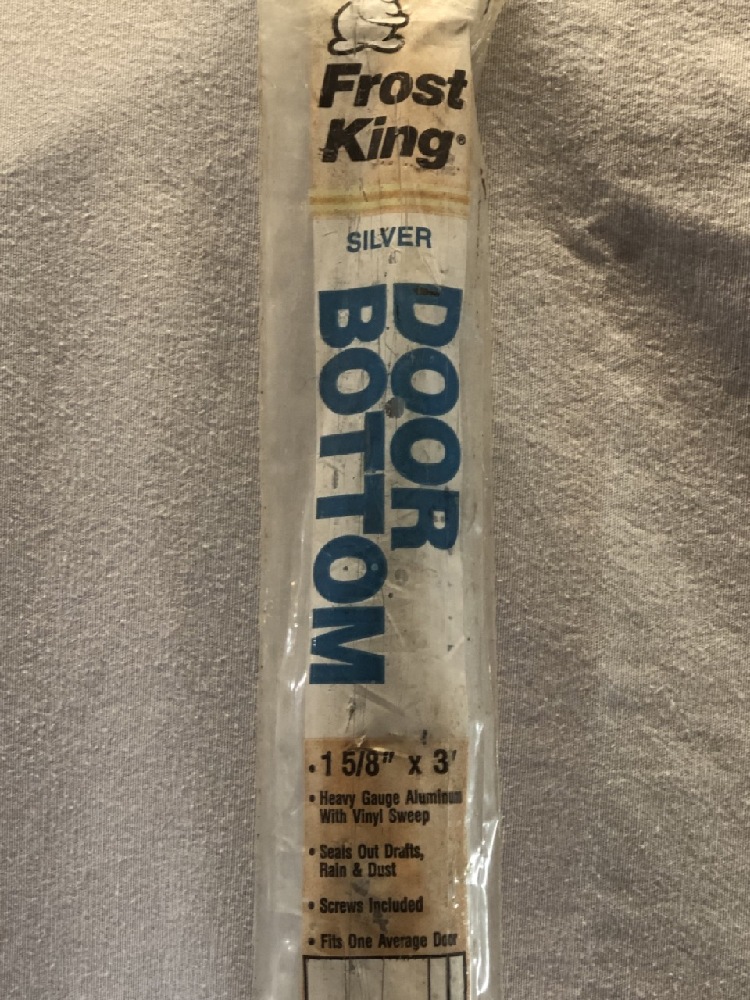 Frost
King®
SILVER
DOOR
BOTTOM
• 1 5/8" x 3'
• Heavy Gauge Aluminum
With Vinyl Sweep
• Seals Out Drafts,
Rain & Dust
• Screws Included
• Fits One Average Door